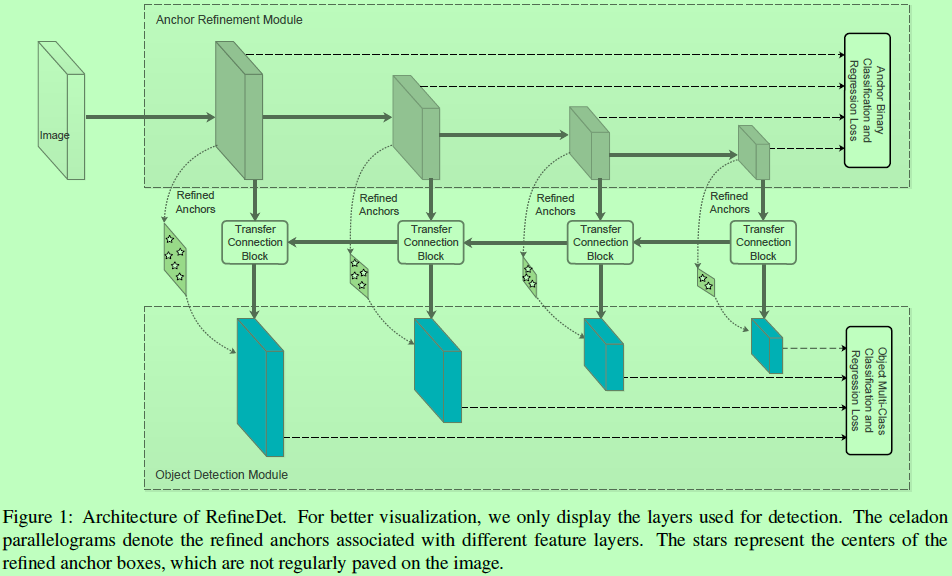 Anchor Refinement Module
Image
Anchor Binary
Classification and
Regression Loss
Refined
Anchors
Refined
Anchors
Refined
Anchors
Refined
Anchors
Transfer
Connection
Block
Transfer
Connection
Block
Transfer
Connection
Block
Transfer
Connection
Block
Object Multi-Class
Classification and
Regression Loss
Object Detection Module
Figure 1: Architecture of RefineDet. For better visualization, we only display the layers used for detection. The celadon
parallelograms denote the refined anchors associated with different feature layers. The stars represent the centers of the
refined anchor boxes, which are not regularly paved on the image.